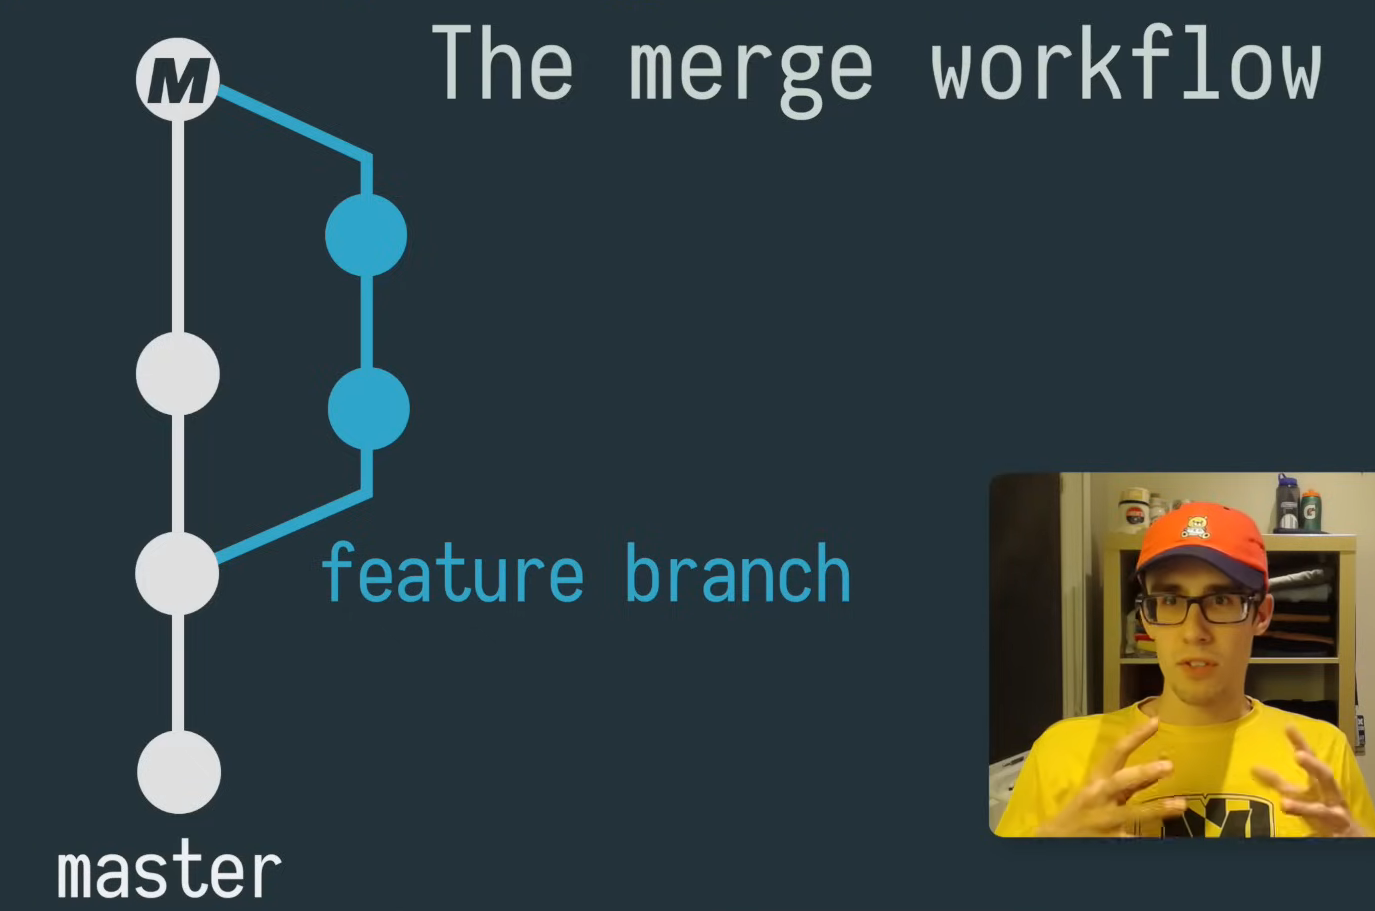 M
The merge workflow
feature branch
G
master